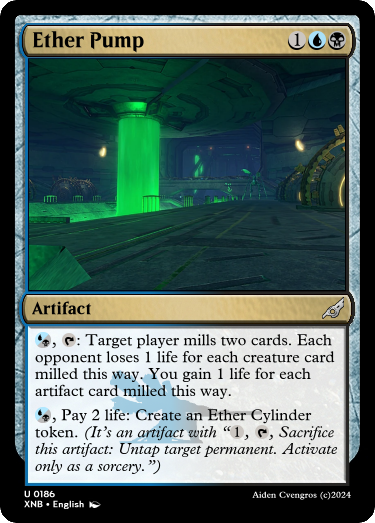 Ether Pump 1
Artifact
, : Target player mills two cards. Each
opponent loses 1 life for each creature card
milled this way. You gain 1 life for each
artifact card milled this way.
, Pay 2 life: Create an Ether Cylinder
token. (It's an artifact with “1, , Sacrifice
this artifact: Untap target permanent. Activate
only as a sorcery.”)
U 0186
XNB • English
Aiden Cvengros (c)2024